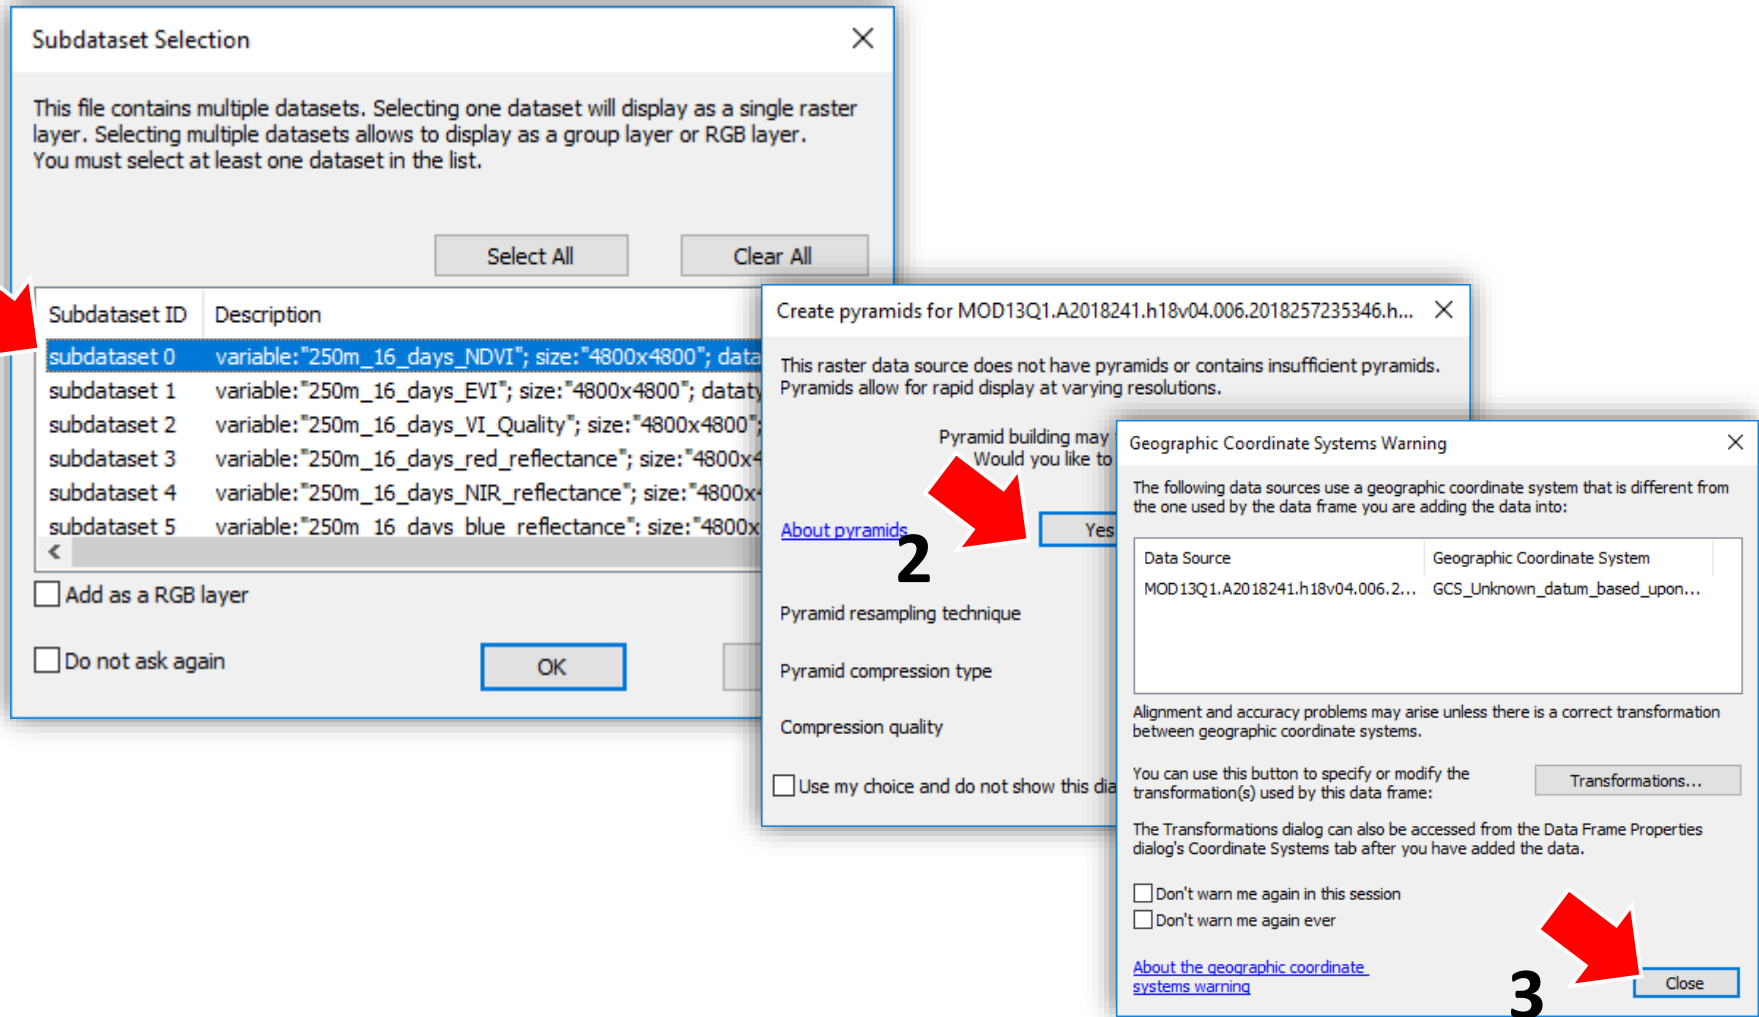 Subdataset Selection
This file contains multiple datasets. Selecting one dataset will display as a single raster
layer. Selecting multiple datasets allows to display as a group layer or RGB layer.
You must select at least one dataset in the list.
Select All
Clear All
Subdataset ID Description
subdataset 0 variable:"250m_16_days_NDVI"; size:"4800x4800"; data
subdataset 1 variable:"250m_16_days_EVI"; size:"4800x4800"; dataty
subdataset 2 variable:"250m_16_days_VI_Quality"; size:"4800x4800";
subdataset 3 variable:"250m_16_days_red_reflectance"; size:"4800x4
subdataset 4 variable:"250m_16_days_NIR_reflectance"; size:"4800x
subdataset 5 variable:"250m_16_days_blue_reflectance"; size:"4800x
Add as a RGB layer
Do not ask again
OK
Create pyramids for MOD13Q1.A2018241.h18v04.006.2018257235346.h...
This raster data source does not have pyramids or contains insufficient pyramids.
Pyramids allow for rapid display at varying resolutions.
Pyramid building may
Would you like to
About pyramids
Yes
2
Pyramid resampling technique
Pyramid compression type
Compression quality
Use my choice and do not show this dia
Geographic Coordinate Systems Warning
The following data sources use a geographic coordinate system that is different from
the one used by the data frame you are adding the data into:
Data Source Geographic Coordinate System
MOD13Q1.A2018241.h18v04.006.2... GCS_Unknown_datum_based_upon...
Alignment and accuracy problems may arise unless there is a correct transformation
between geographic coordinate systems.
You can use this button to specify or modify the
transformation(s) used by this data frame:
Transformations...
The Transformations dialog can also be accessed from the Data Frame Properties
dialog's Coordinate Systems tab after you have added the data.
Don't warn me again in this session
Don't warn me again ever
About the geographic coordinate
systems warning
3
Close